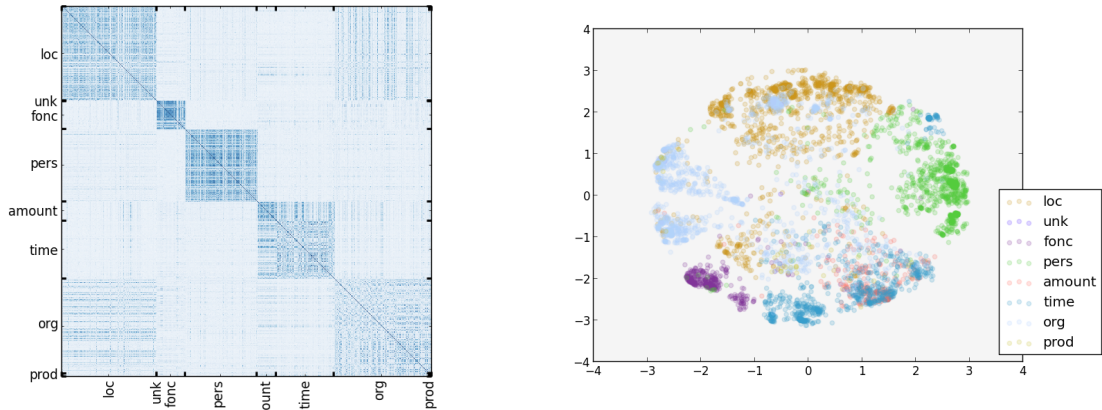 loc
unk
fonc
pers
amount
time
org
prod
loc
unk
fonc
pers
ount
time
org
prod
4
3
2
1
0
−1
−2
−3
−4
−4 −3 −2 −1 0 1 2 3 4
loc
unk
fonc
pers
amount
time
org
prod